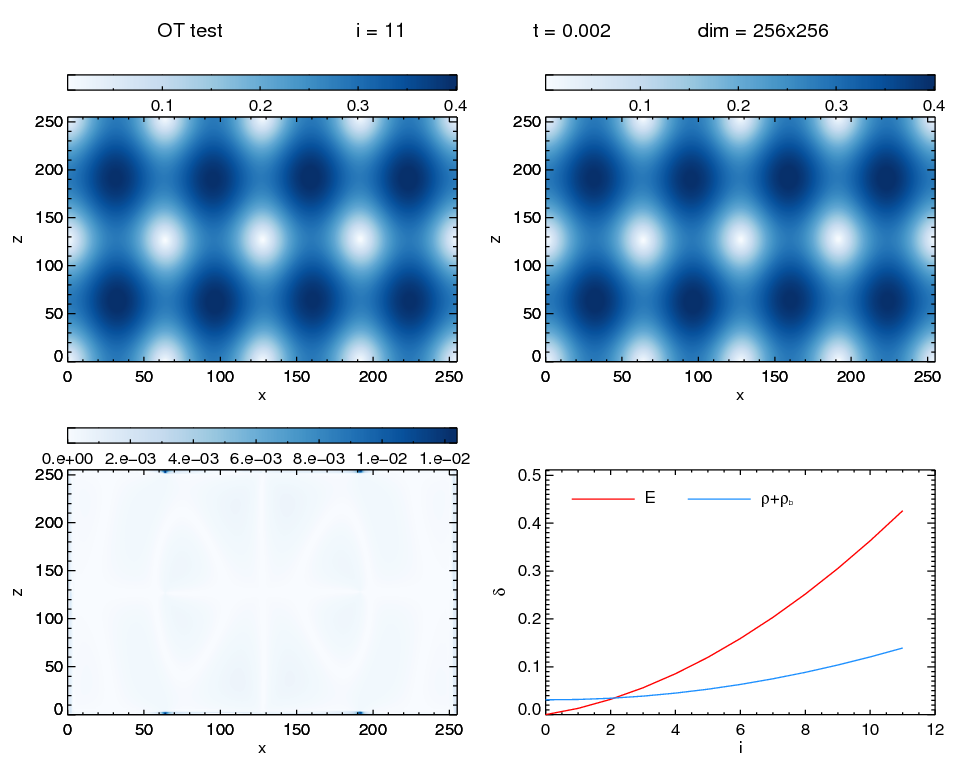 OT test i = 11 t = 0.002 dim = 256x256
0.1 0.2 0.3 0.4 0.1 0.2 0.3 0.4
250 250
200 200
150 150
z z
100 100
50 50
0 0
0 50 100 150 200 250 0 50 100 150 200 250
x x
0.e+00 2.e−03 4.e−03 6.e−03 8.e−03 1.e−02 1.e−02
250 0.5
E ρ+ρb
200 0.4
150 0.3
z δ
100 0.2
50 0.1
0 0.0
0 50 100 150 200 250 0 2 4 6 8 10 12
x i